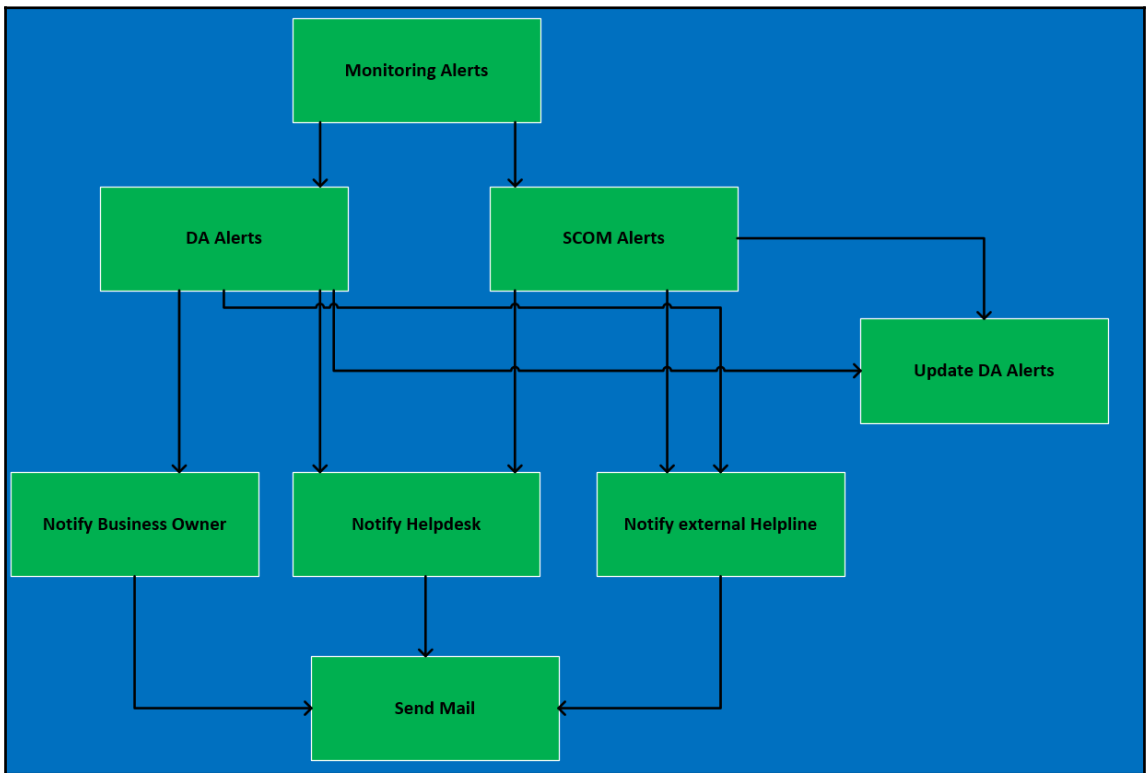 Monitoring Alerts
DA Alerts
SCOM Alerts
Update DA Alerts
Notify Business Owner
Notify Helpdesk
Notify external Helpline
Send Mail